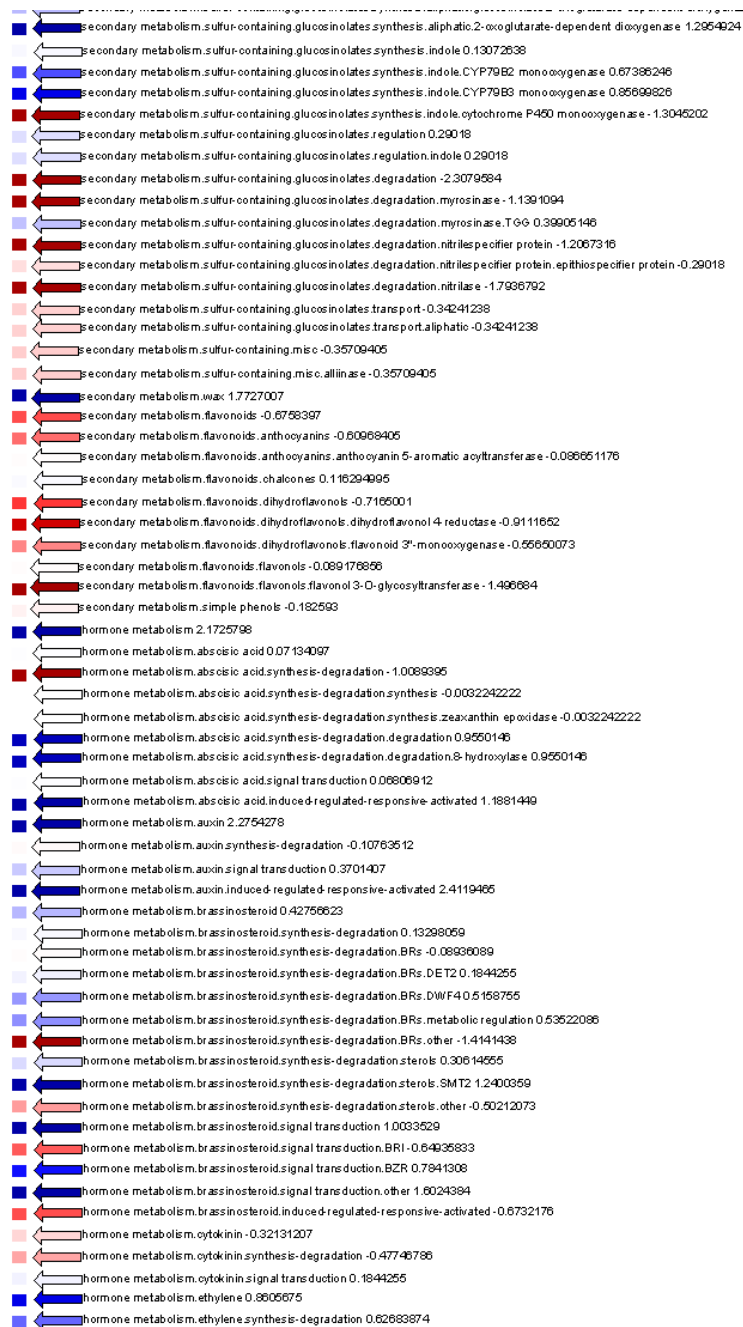 secondary metabolism.sulfur-containing.glucosinolates.synthesis.aliphatic.2-oxoglutarate-dependent dioxygenase 1.2954924
secondary metabolism.sulfur-containing.glucosinolates.synthesis.indole 0.13072638
secondary metabolism.sulfur-containing.glucosinolates.synthesis.indole.CYP79B2 monooxygenase 0.67386246
secondary metabolism.sulfur-containing.glucosinolates.synthesis.indole.CYP79B3 monooxygenase 0.85699826
secondary metabolism.sulfur-containing.glucosinolates.synthesis.indole.cytochrome P450 monooxygenase -1.3045202
secondary metabolism.sulfur-containing.glucosinolates.regulation 0.29018
secondary metabolism.sulfur-containing.glucosinolates.regulation.indole 0.29018
secondary metabolism.sulfur-containing.glucosinolates.degradation -2.3079584
secondary metabolism.sulfur-containing.glucosinolates.degradation.myrosinase -1.1391094
secondary metabolism.sulfur-containing.glucosinolates.degradation.myrosinase.TGG 0.39905146
secondary metabolism.sulfur-containing.glucosinolates.degradation.nitrilespecifier protein -1.2067316
secondary metabolism.sulfur-containing.glucosinolates.degradation.nitrilespecifier protein.epithiospecifier protein -0.29018
secondary metabolism.sulfur-containing.glucosinolates.degradation.nitrilase -1.7936792
secondary metabolism.sulfur-containing.glucosinolates.transport -0.34241238
secondary metabolism.sulfur-containing.glucosinolates.transport.aliphatic -0.34241238
secondary metabolism.sulfur-containing.misc -0.35709405
secondary metabolism.sulfur-containing.misc.alliinase -0.35709405
secondary metabolism.wax 1.7727007
secondary metabolism.flavonoids -0.6758397
secondary metabolism.flavonoids.anthocyanins -0.60968405
secondary metabolism.flavonoids.anthocyanins.anthocyanin 5-aromatic acyltransferase -0.086651176
secondary metabolism.flavonoids.chalcones 0.116294995
secondary metabolism.flavonoids.dihydroflavonols -0.7165001
secondary metabolism.flavonoids.dihydroflavonols.dihydroflavonol 4-reductase -0.9111652
secondary metabolism.flavonoids.dihydroflavonols.flavonoid 3"-monooxygenase -0.55650073
secondary metabolism.flavonoids.flavonols -0.089176856
secondary metabolism.flavonoids.flavonols.flavonol 3-O-glycosyltransferase -1.496684
secondary metabolism.simple phenols -0.182593
hormone metabolism 2.1725798
hormone metabolism.abscisic acid 0.07134097
hormone metabolism.abscisic acid.synthesis-degradation -1.0089395
hormone metabolism.abscisic acid.synthesis-degradation.synthesis -0.0032242222
hormone metabolism.abscisic acid.synthesis-degradation.synthesis.zeaxanthin epoxidase -0.0032242222
hormone metabolism.abscisic acid.synthesis-degradation.degradation 0.9550146
hormone metabolism.abscisic acid.synthesis-degradation.degradation.8-hydroxylase 0.9550146
hormone metabolism.abscisic acid.signal transduction 0.06806912
hormone metabolism.abscisic acid.induced-regulated-responsive-activated 1.1881449
hormone metabolism.auxin 2.2754278
hormone metabolism.auxin.synthesis-degradation -0.10763512
hormone metabolism.auxin.signal transduction 0.3701407
hormone metabolism.auxin.induced-regulated-responsive-activated 2.4119465
hormone metabolism.brassinosteroid 0.42756623
hormone metabolism.brassinosteroid.synthesis-degradation 0.13298059
hormone metabolism.brassinosteroid.synthesis-degradation.BRs -0.08936089
hormone metabolism.brassinosteroid.synthesis-degradation.BRs.DET2 0.1844255
hormone metabolism.brassinosteroid.synthesis-degradation.BRs.DWF4 0.5158755
hormone metabolism.brassinosteroid.synthesis-degradation.BRs.metabolic regulation 0.53522086
hormone metabolism.brassinosteroid.synthesis-degradation.BRs.other -1.4141438
hormone metabolism.brassinosteroid.synthesis-degradation.sterols 0.30614555
hormone metabolism.brassinosteroid.synthesis-degradation.sterols.SMT2 1.2400359
hormone metabolism.brassinosteroid.synthesis-degradation.sterols.other -0.50212073
hormone metabolism.brassinosteroid.signal transduction 1.0033529
hormone metabolism.brassinosteroid.signal transduction.BRI -0.64935833
hormone metabolism.brassinosteroid.signal transduction.BZR 0.7841308
hormone metabolism.brassinosteroid.signal transduction.other 1.6024384
hormone metabolism.brassinosteroid.induced-regulated-responsive-activated -0.6732176
hormone metabolism.cytokinin -0.32131207
hormone metabolism.cytokinin.synthesis-degradation -0.47746786
hormone metabolism.cytokinin.signal transduction 0.1844255
hormone metabolism.ethylene 0.8605675
hormone metabolism.ethylene.synthesis-degradation 0.62683874